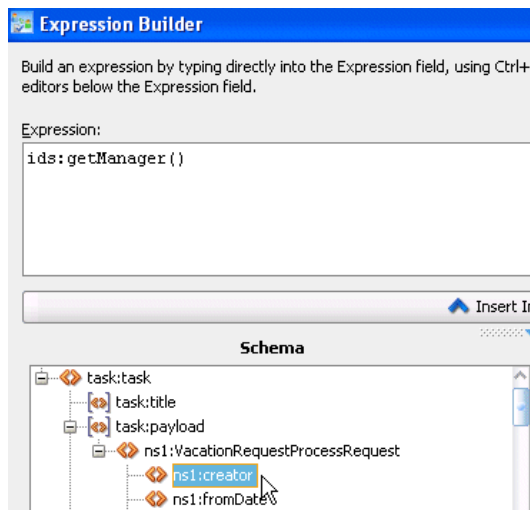 Expression Builder
Build an expression by typing directly into the Expression field, using Ctrl+
editors below the Expression field.
Expression:
ids:getManager()
Insert I
Schema
task:task
task:title
task:payload
ns1:VacationRequestProcessRequest
ns1:creator
ns1:fromDate